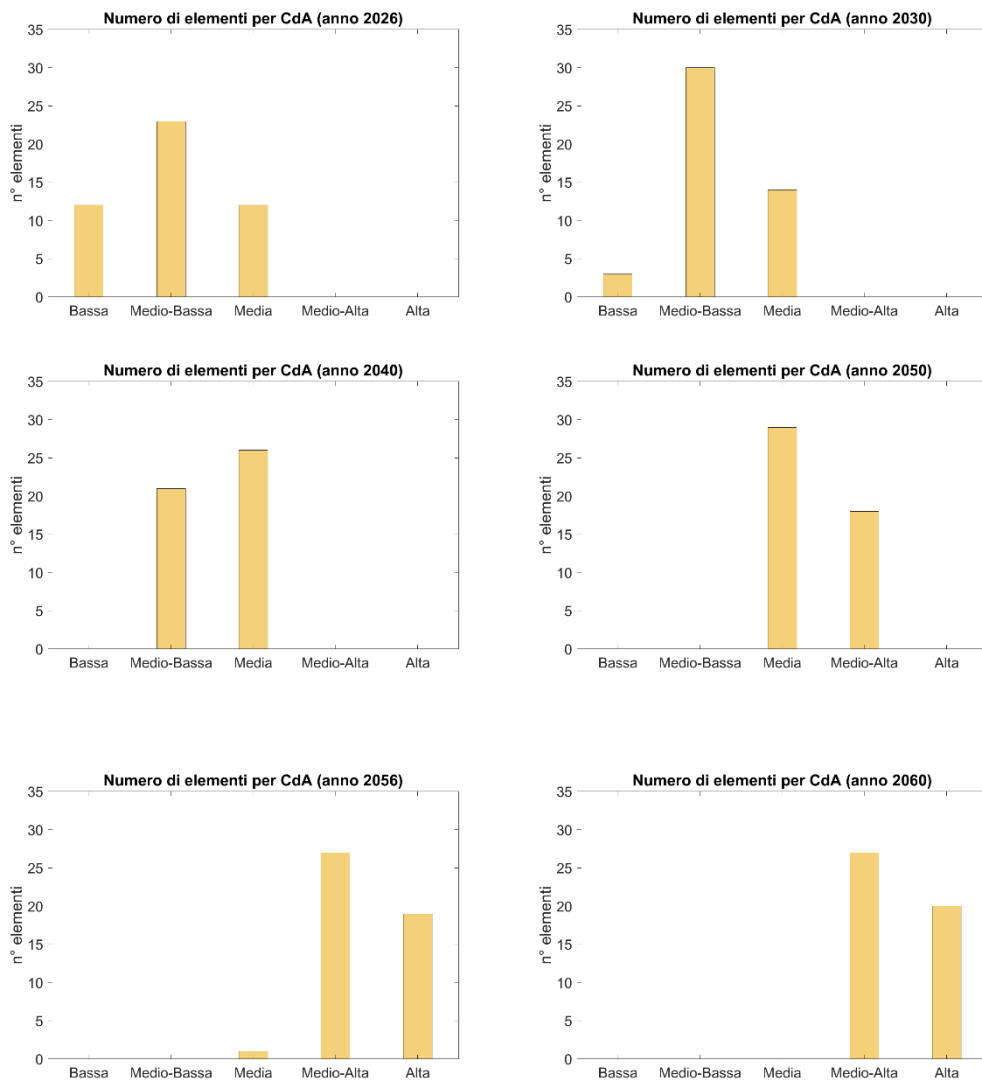 Numero di elementi per CdA (anno 2026)
35
30
25
20
15
10
5
0
n° elementi
Bassa Medio-Bassa Media Medio-Alta Alta
Numero di elementi per CdA (anno 2030)
35
30
25
20
15
10
5
0
n° elementi
Bassa Medio-Bassa Media Medio-Alta Alta
Numero di elementi per CdA (anno 2040)
35
30
25
20
15
10
5
0
n° elementi
Bassa Medio-Bassa Media Medio-Alta Alta
Numero di elementi per CdA (anno 2050)
35
30
25
20
15
10
5
0
n° elementi
Bassa Medio-Bassa Media Medio-Alta Alta
Numero di elementi per CdA (anno 2056)
35
30
25
20
15
10
5
0
n° elementi
Bassa Medio-Bassa Media Medio-Alta Alta
Numero di elementi per CdA (anno 2060)
35
30
25
20
15
10
5
0
n° elementi
Bassa Medio-Bassa Media Medio-Alta Alta